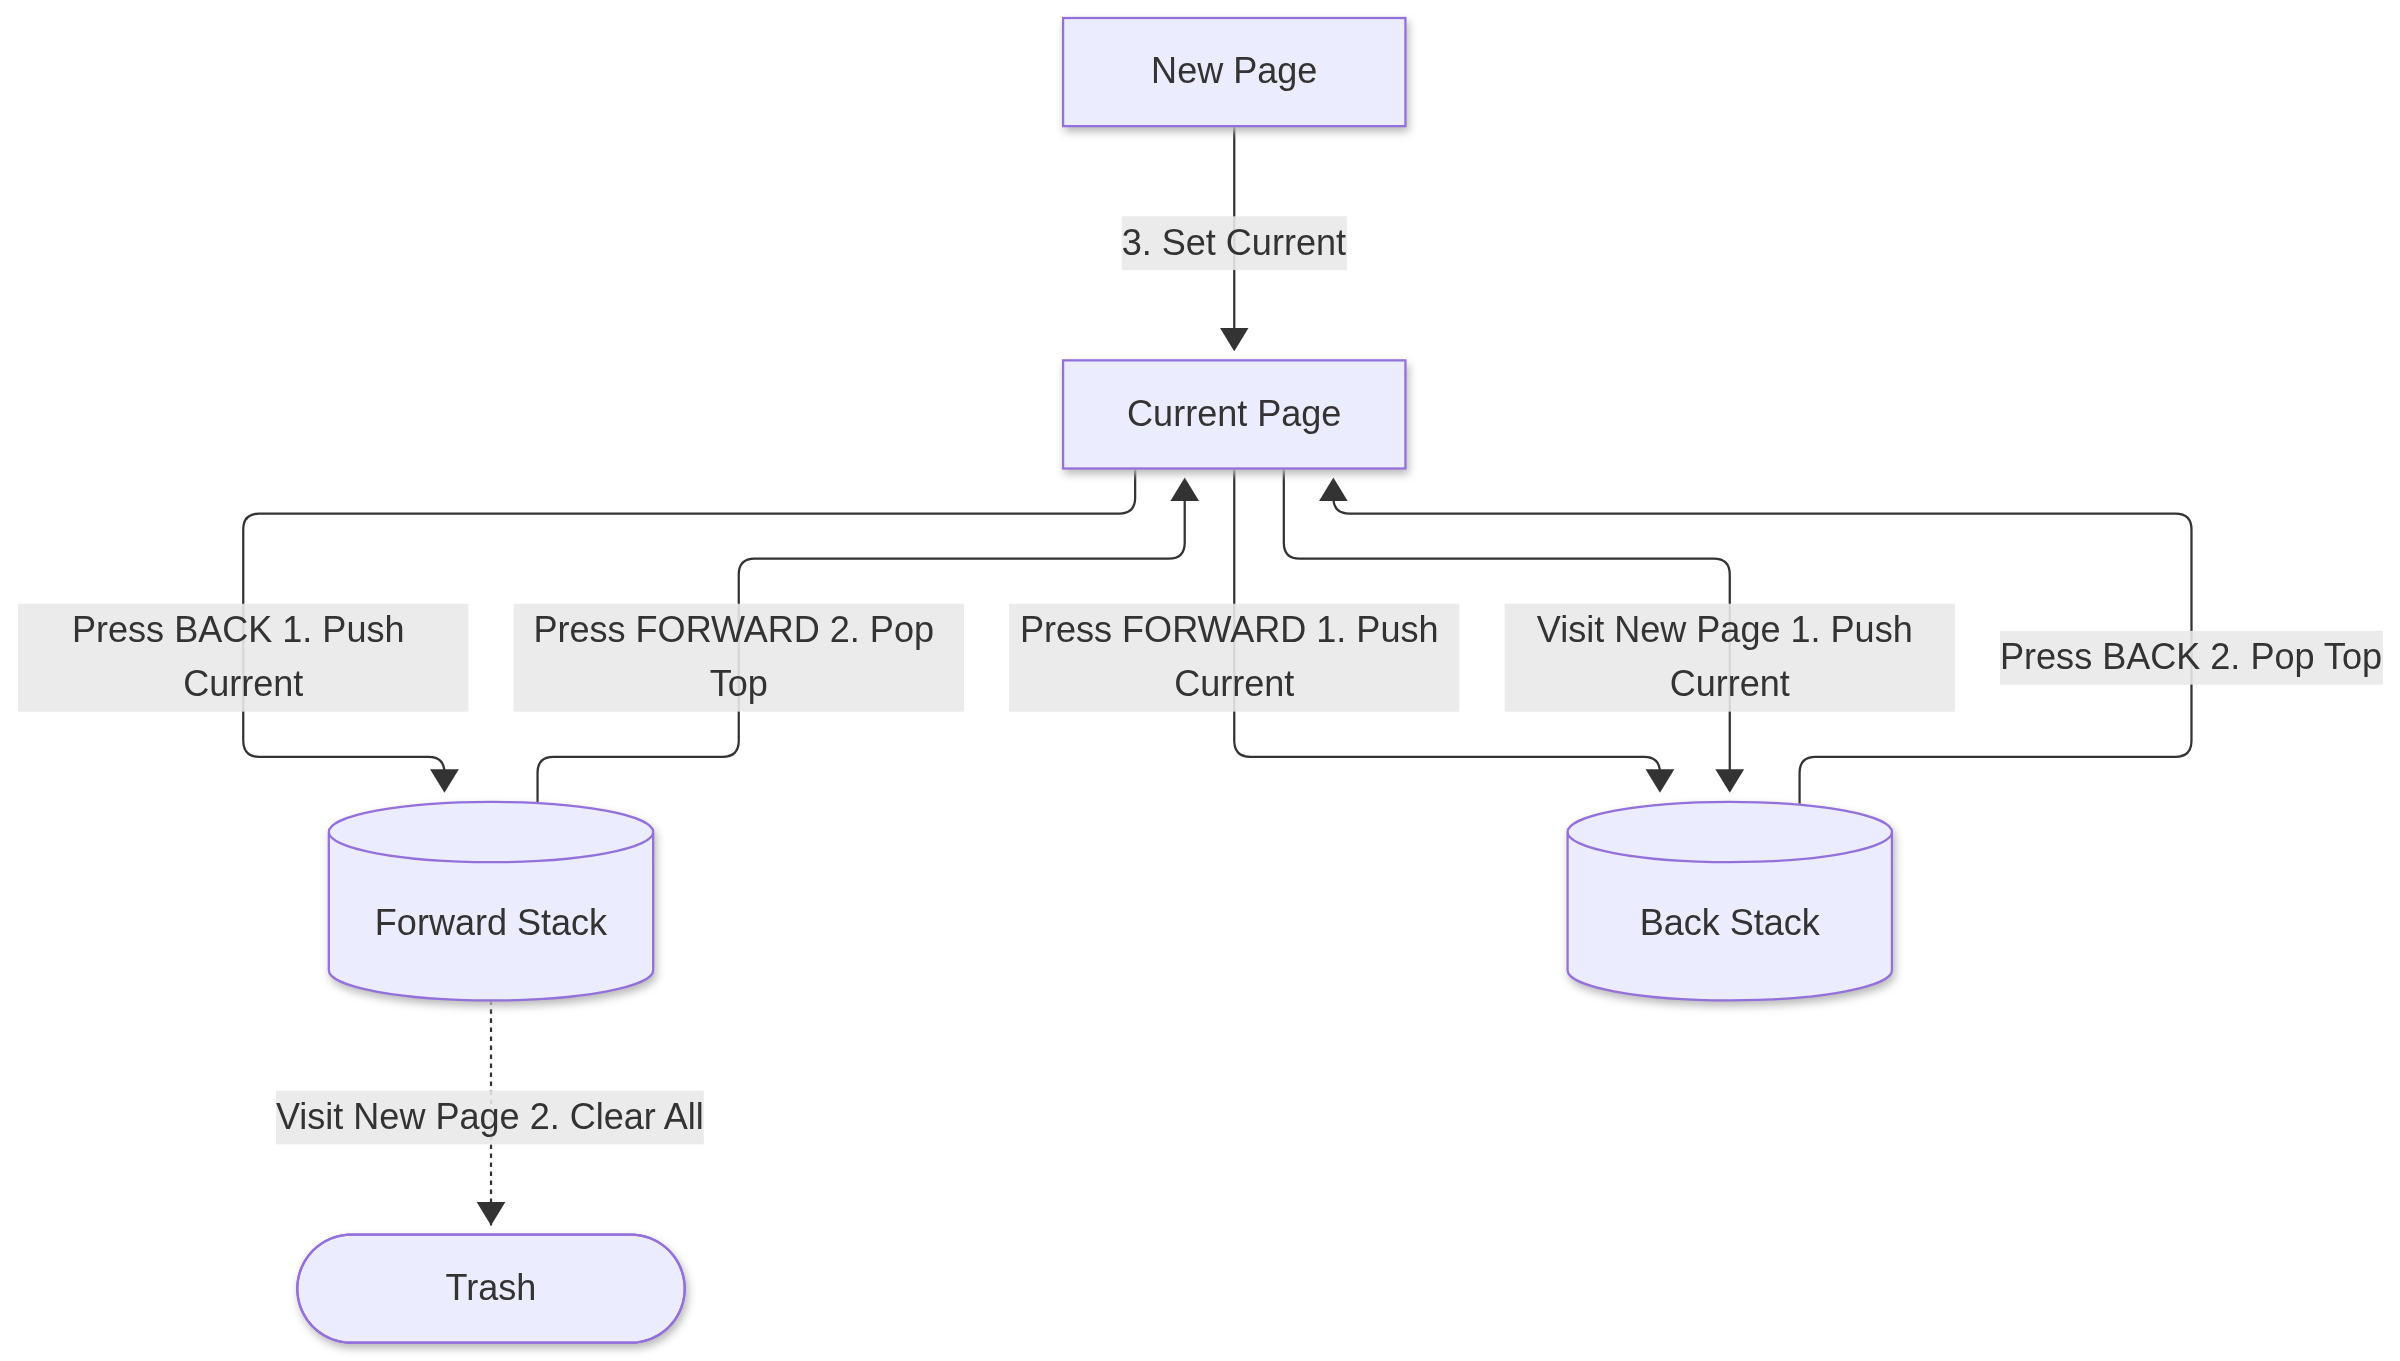 New Page
3. Set Current
Current Page
Press BACK 1. Push
Current
Press FORWARD 2. Pop
Top
Press FORWARD 1. Push
Current
Visit New Page 1. Push
Current
Press BACK 2. Pop Top
Forward Stack
Back Stack
Visit New Page 2. Clear All
Trash